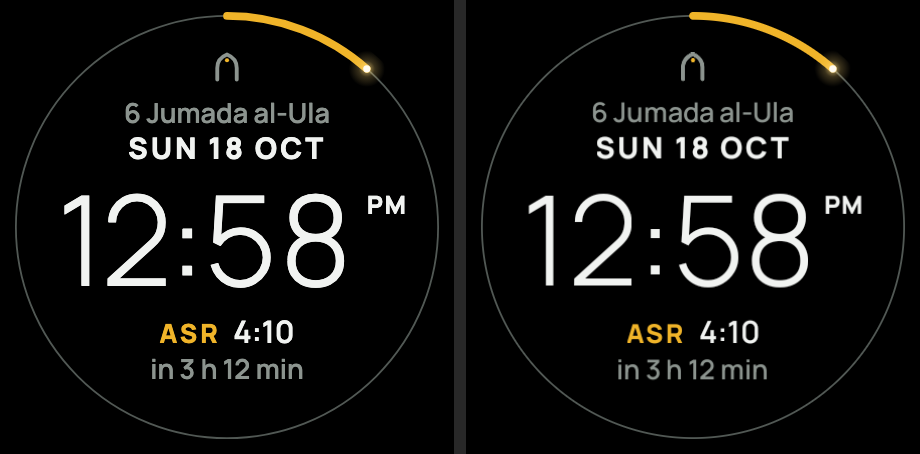 6 Jumada al-Ula
SUN 18 OCT
12:58 PM
ASR 4:10
in 3 h 12 min
6 Jumada al-Ula
SUN 18 OCT
12:58 PM
ASR 4:10
in 3 h 12 min